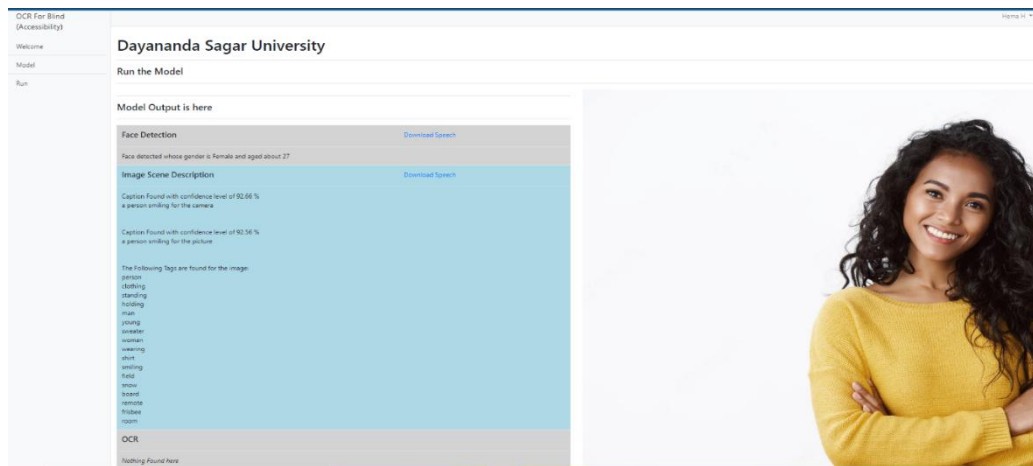 OCR For Blind
(Accessibility)
Welcome
Model
Run
Hema H
Dayananda Sagar University
Run the Model
Model Output is here
Face Detection
Download Speech
Face detected whose gender is Female and aged about 27
Image Scene Description
Download Speech
Caption Found with confidence level of 92.66 %
a person smiling for the camera
Caption Found with confidence level of 92.56 %
a person smiling for the picture
The Following Tags are found for the image:
person
clothing
standing
holding
man
young
sweater
woman
wearing
shirt
smiling
field
snow
board
remote
frisbee
room
OCR
Nothing Found here